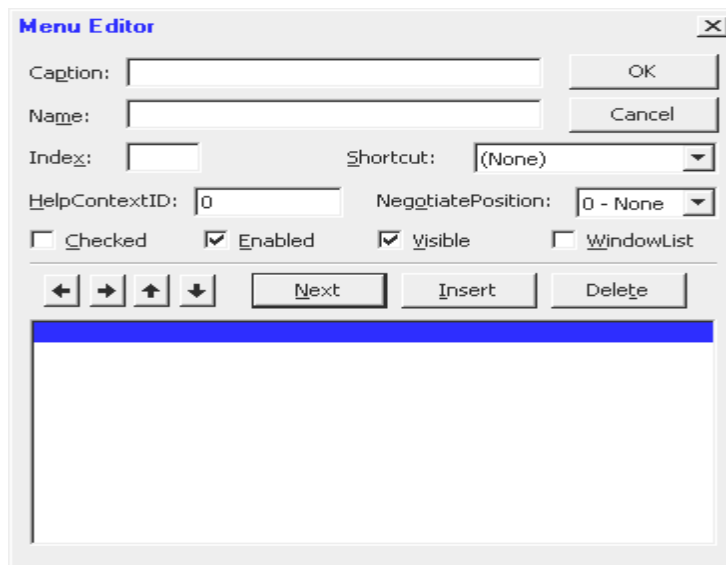 Menu Editor
Caption:
OK
Name:
Cancel
Index:
Shortcut: (None)
HelpContextID: 0
NegotiatePosition: 0 - None
Checked
Enabled
Visible
WindowList
Next
Insert
Delete